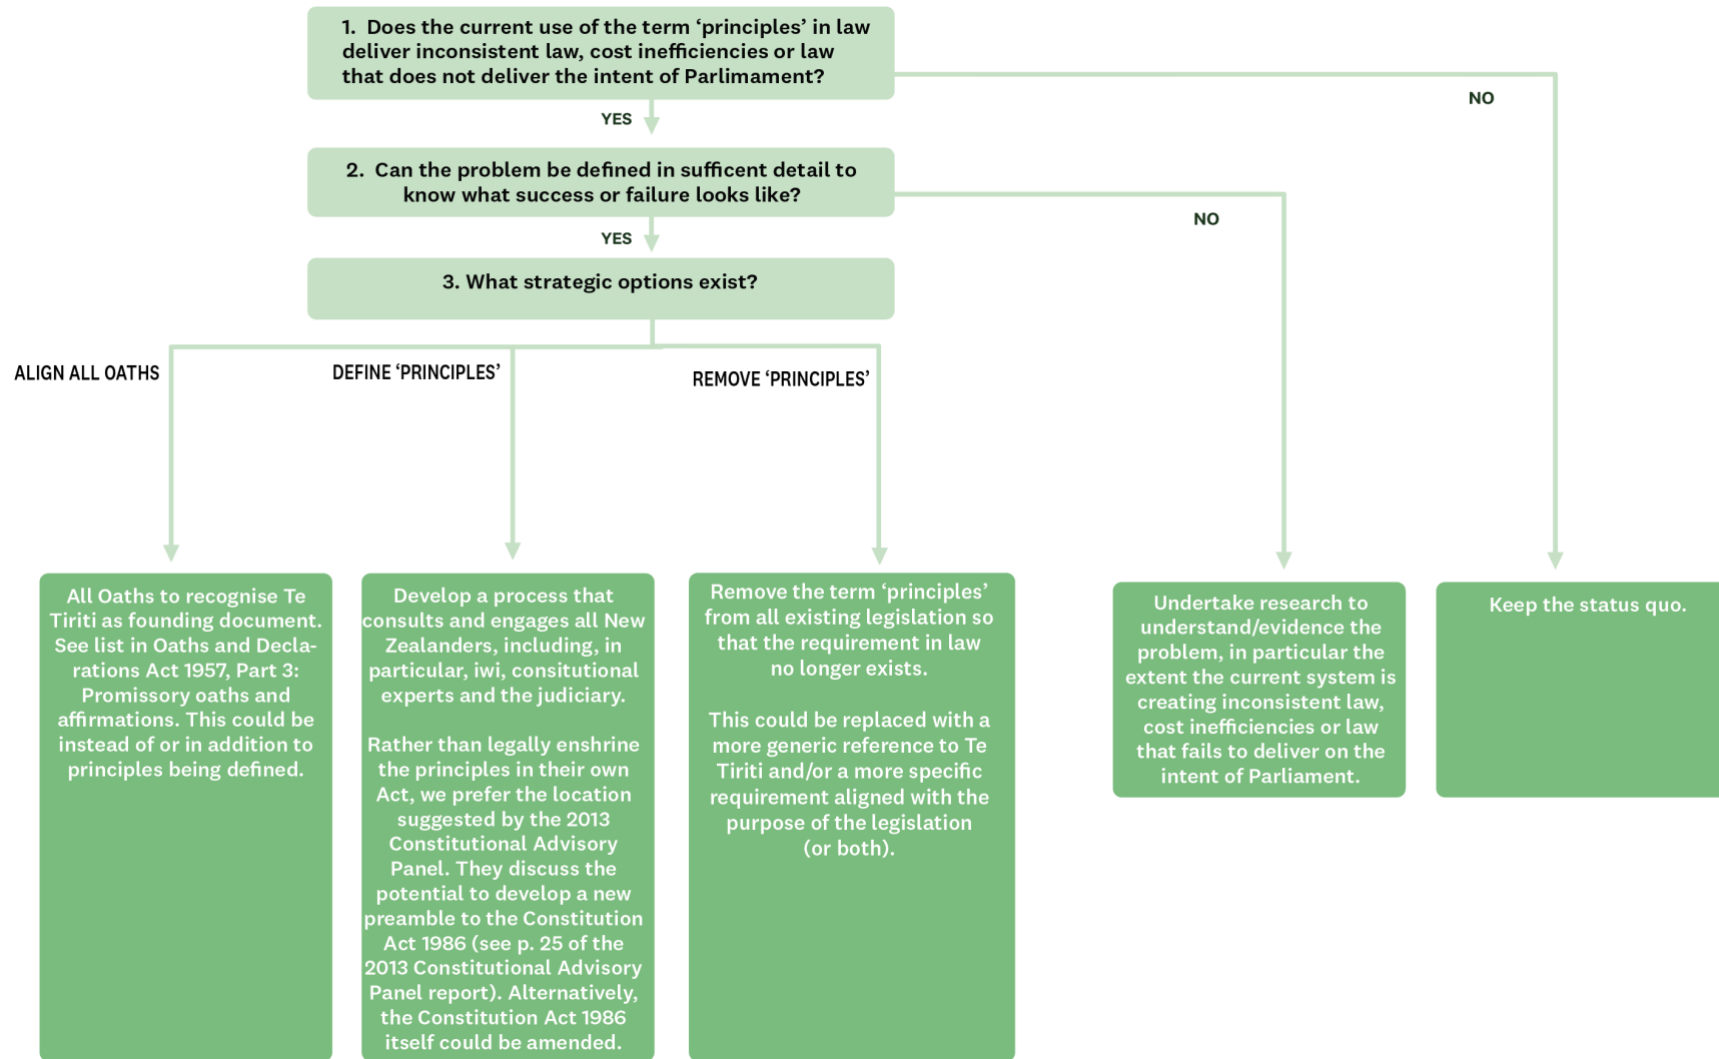 1.  Does the current use of the term ‘principles’ in law
deliver inconsistent law, cost inefficiencies or law
that does not deliver the intent of Parlimament?
NO
YES
2.  Can the problem be defined in sufficent detail to
know what success or failure looks like?
NO
YES
3. What strategic options exist?
ALIGN ALL OATHS
DEFINE ‘PRINCIPLES’
REMOVE ‘PRINCIPLES’
All Oaths to recognise Te
Tiriti as founding document.
See list in Oaths and Decla-
rations Act 1957, Part 3:
Promissory oaths and
affirmations. This could be
instead of or in addition to
principles being defined.
Develop a process that
consults and engages all New
Zealanders, including, in
particular, iwi, consitutional
experts and the judiciary.
Rather than legally enshrine
the principles in their own
Act, we prefer the location
suggested by the 2013
Constitutional Advisory
Panel. They discuss the
potential to develop a new
preamble to the Constitution
Act 1986 (see p. 25 of the
2013 Constitutional Advisory
Panel report). Alternatively,
the Constitution Act 1986
itself could be amended.
Remove the term ‘principles’
from all existing legislation so
that the requirement in law
no longer exists.
This could be replaced with a
more generic reference to Te
Tiriti and/or a more specific
requirement aligned with the
purpose of the legislation
(or both).
Undertake research to
understand/evidence the
problem, in particular the
extent the current system is
creating inconsistent law,
cost inefficiencies or law
that fails to deliver on the
intent of Parliament.
Keep the status quo.